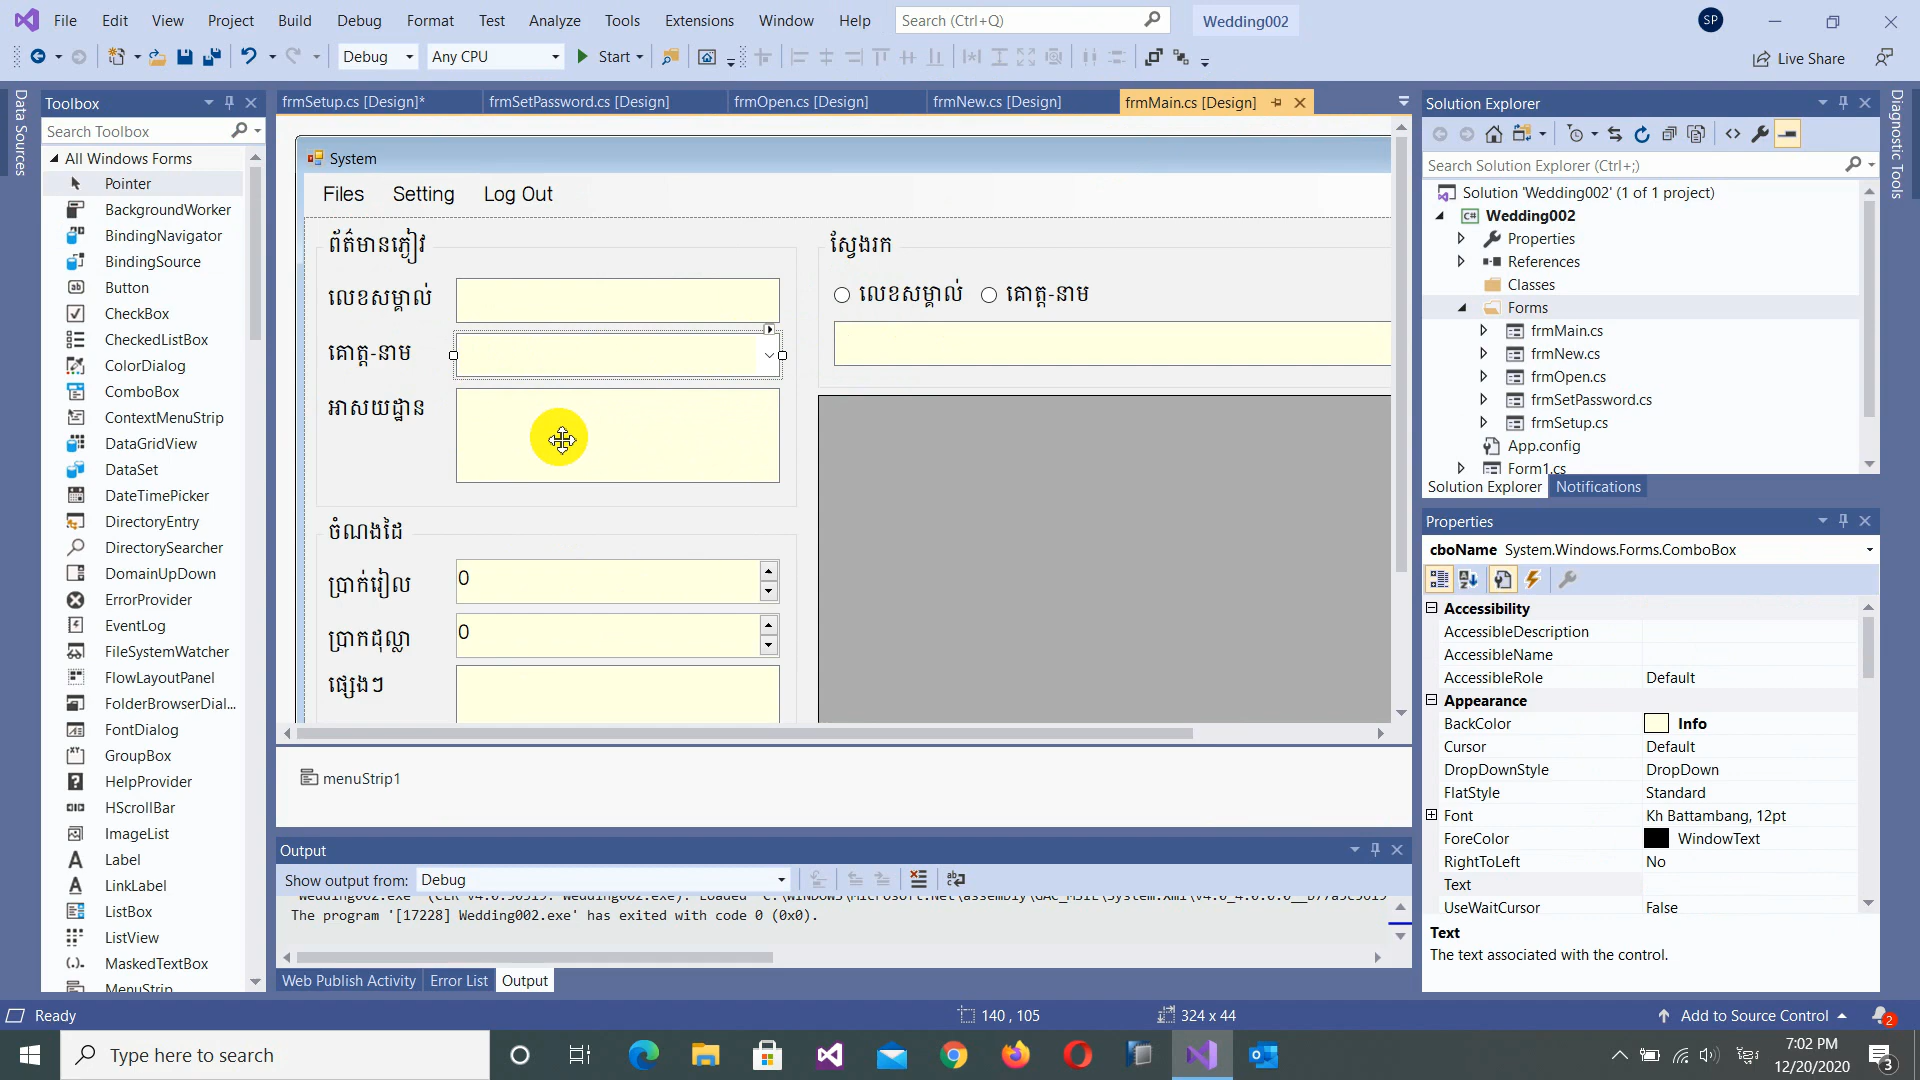 File Edit View Project Build Debug Format Test Analyze Tools Extensions Window Help Search (Ctrl+Q) Wedding002 SP
Debug Any CPU Start Live Share
Data Sources
Toolbox
Search Toolbox
All Windows Forms
Pointer
BackgroundWorker
BindingNavigator
BindingSource
Button
CheckBox
CheckedListBox
ColorDialog
ComboBox
ContextMenuStrip
DataGridView
DataSet
DateTimePicker
DirectoryEntry
DirectorySearcher
DomainUpDown
ErrorProvider
EventLog
FileSystemWatcher
FlowLayoutPanel
FolderBrowserDial...
FontDialog
GroupBox
HelpProvider
HScrollBar
ImageList
Label
LinkLabel
ListBox
ListView
MaskedTextBox
MenuStrip
frmSetup.cs [Design]* frmSetPassword.cs [Design] frmOpen.cs [Design] frmNew.cs [Design] frmMain.cs [Design]
System
Files Setting Log Out
ព័ត៌មានភ្ញៀវ
លេខសម្គាល់
គោត្ត-នាម
អាសយដ្ឋាន
ចំណងដៃ
ប្រាក់រៀល 0
ប្រាកដុល្លា 0
ផ្សេងៗ
ស្វែងរក
លេខសម្គាល់ គោត្ត-នាម
menuStrip1
Output
Show output from: Debug
The program '[17228] Wedding002.exe' has exited with code 0 (0x0).
Web Publish Activity Error List Output
Solution Explorer
Search Solution Explorer (Ctrl+;)
Solution 'Wedding002' (1 of 1 project)
C# Wedding002
Properties
References
Classes
Forms
frmMain.cs
frmNew.cs
frmOpen.cs
frmSetPassword.cs
frmSetup.cs
App.config
Form1.cs
Solution Explorer Notifications
Diagnostic Tools
Properties
cboName System.Windows.Forms.ComboBox
Accessibility
AccessibleDescription
AccessibleName
AccessibleRole Default
Appearance
BackColor Info
Cursor Default
DropDownStyle DropDown
FlatStyle Standard
Font Kh Battambang, 12pt
ForeColor WindowText
RightToLeft No
Text
UseWaitCursor False
Text
The text associated with the control.
Ready 140 , 105 324 x 44 Add to Source Control 2
Type here to search
7:02 PM
12/20/2020
3